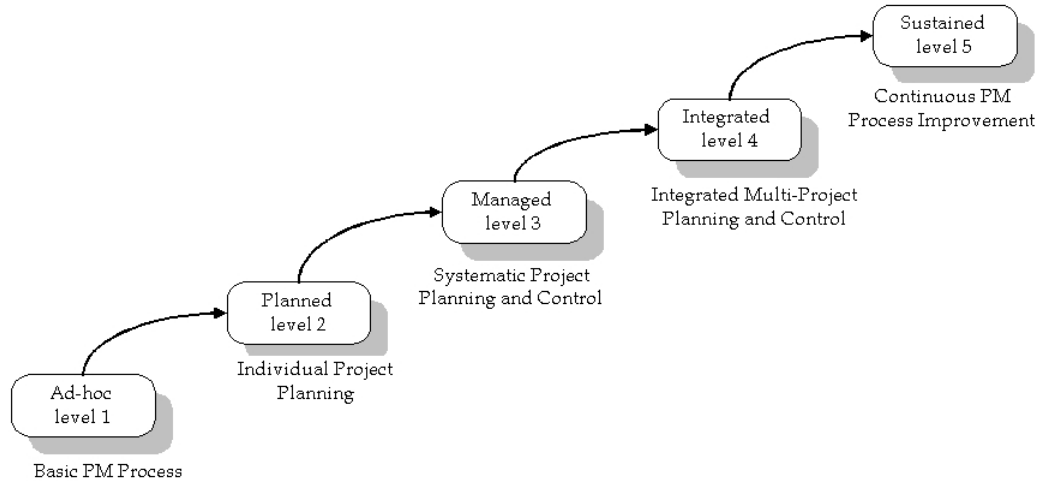 Sustained
level 5
Continuous PM
Process Improvement
Integrated
level 4
Integrated Multi-Project
Planning and Control
Managed
level 3
Systematic Project
Planning and Control
Planned
level 2
Individual Project
Planning
Ad-hoc
level 1
Basic PM Process